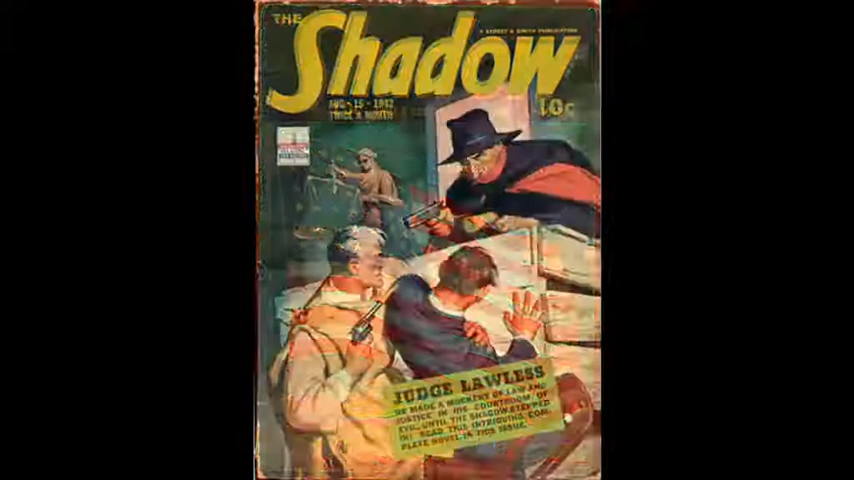 THE
Shadow
A STREET & SMITH PUBLICATION
AUG • 15 • 1942
TWICE A MONTH
10¢
JUDGE LAWLESS
HE MADE A MOCKERY OF LAW AND
JUSTICE IN HIS COURTROOM OF
EVIL, UNTIL THE SHADOW STEPPED
IN! READ THIS INTRIGUING, COM-
PLETE NOVEL IN THIS ISSUE.